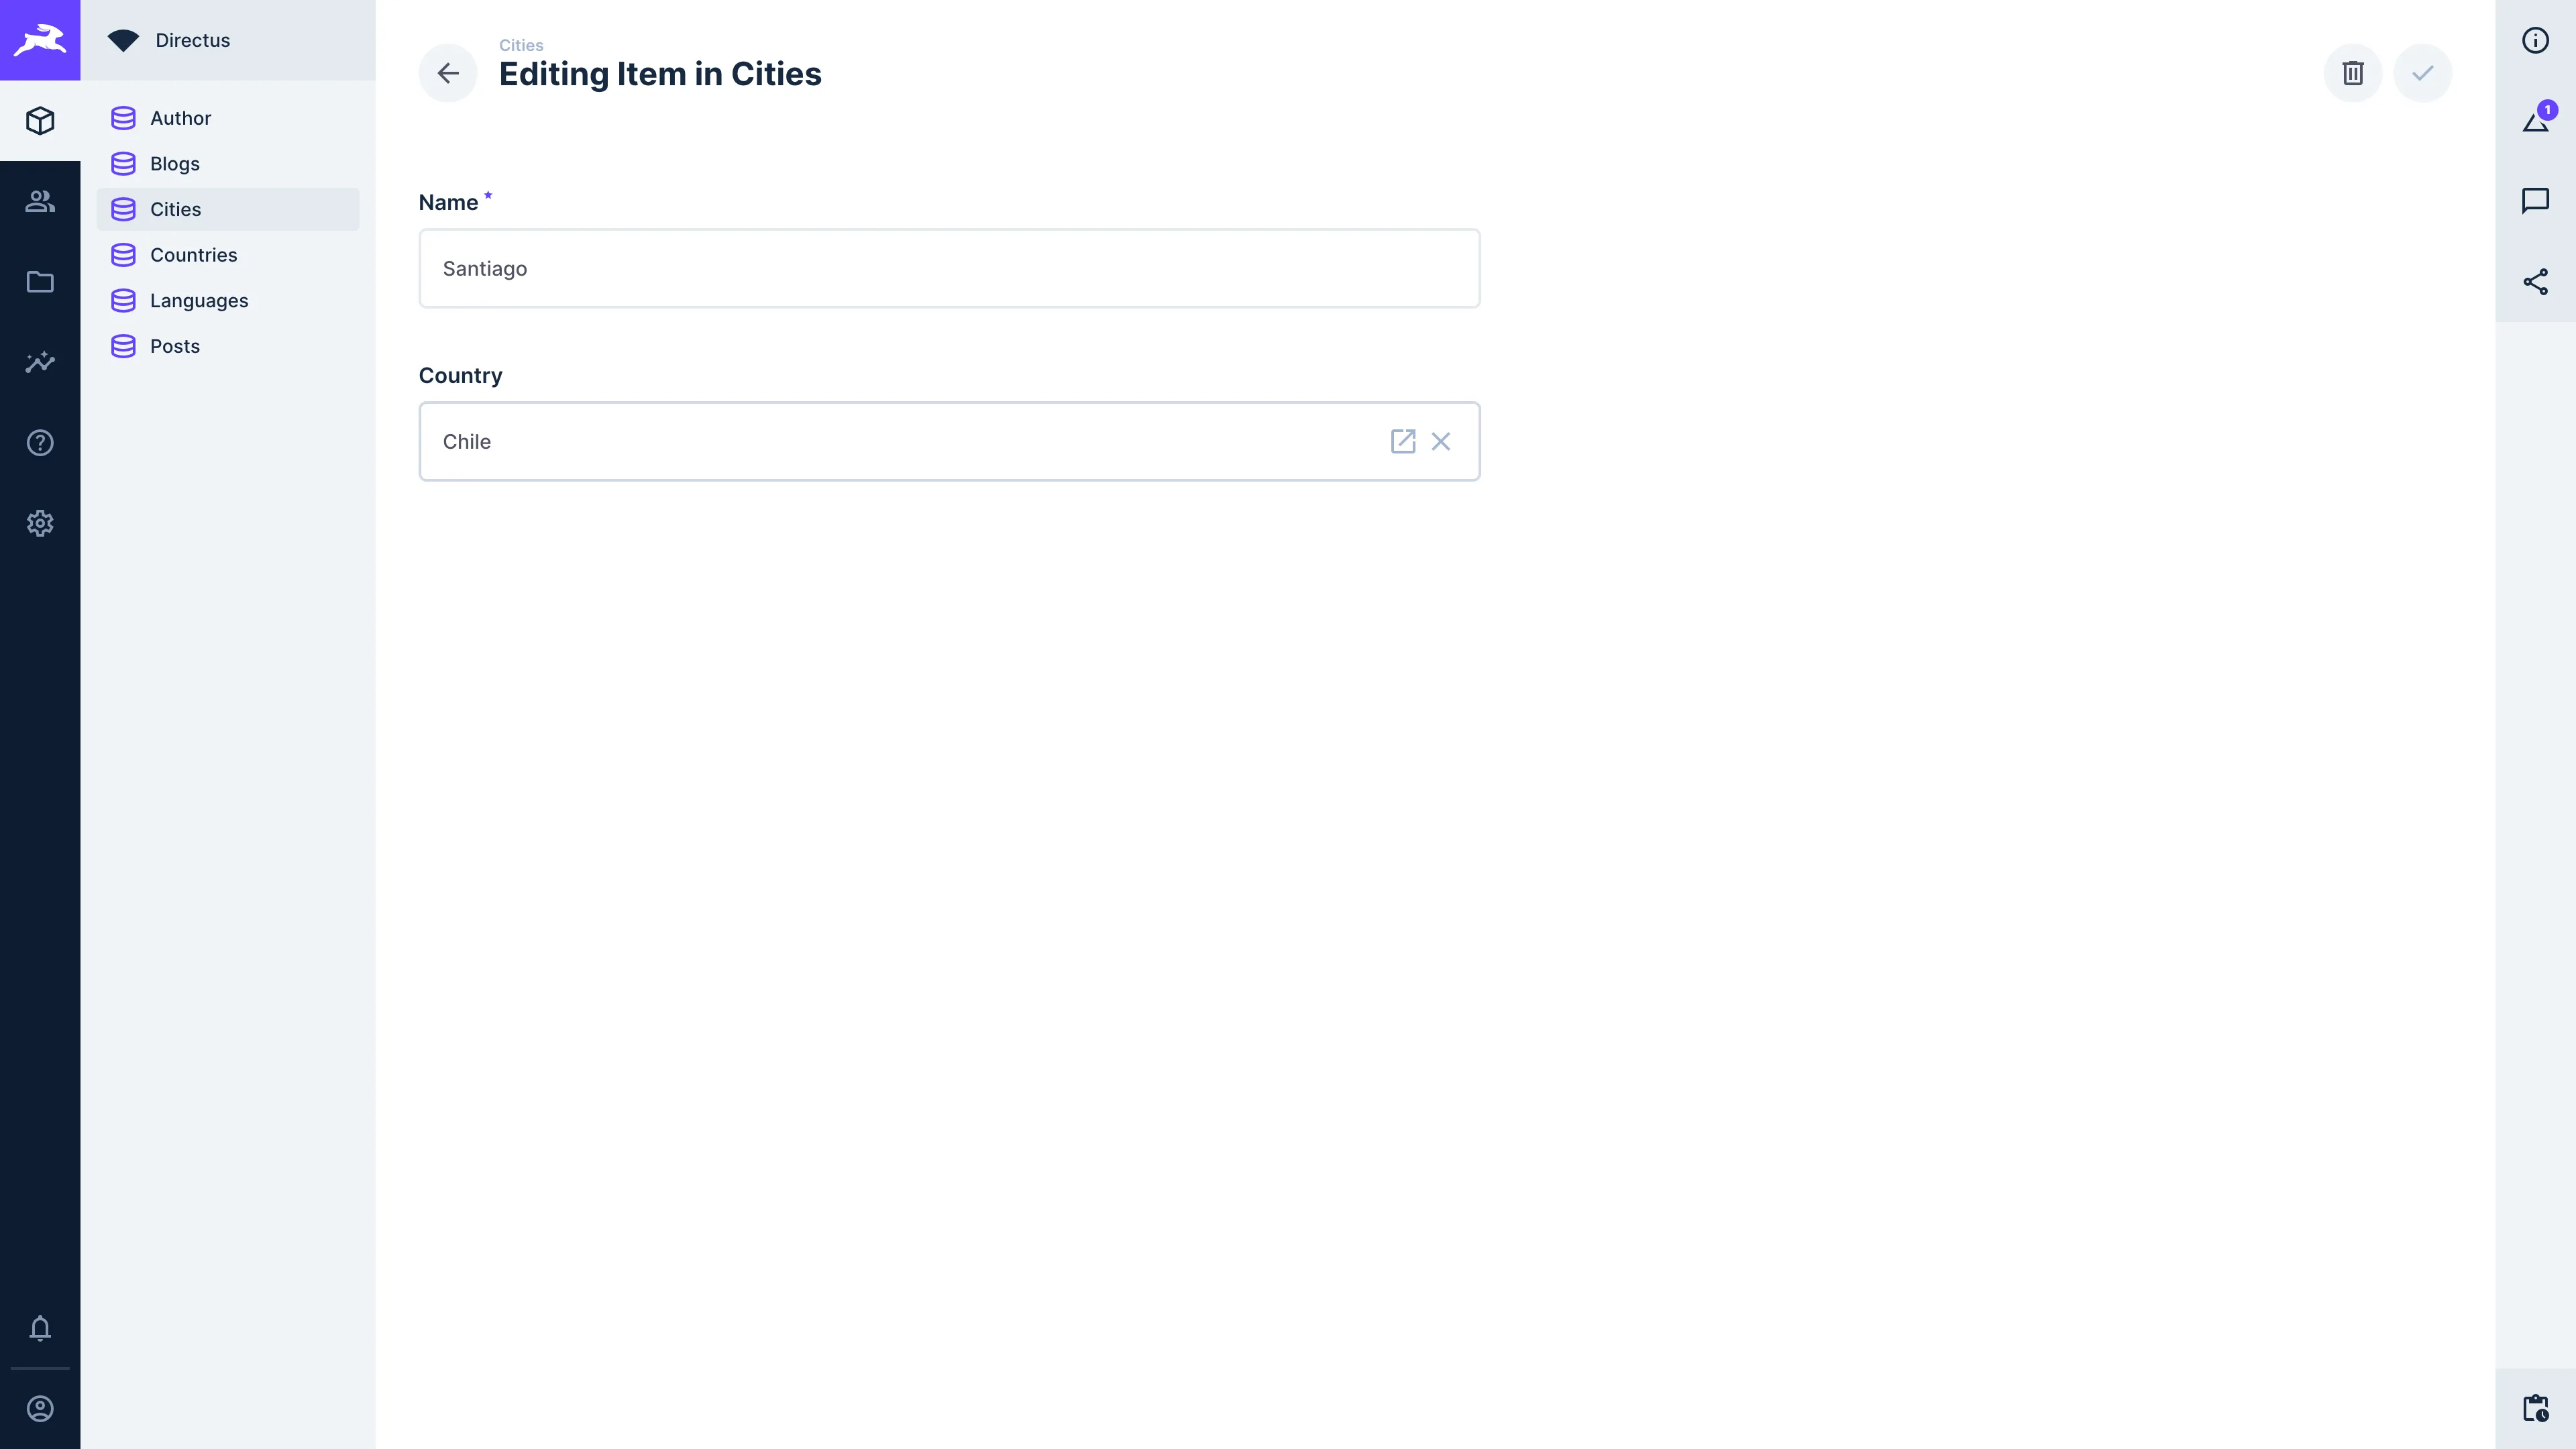 Directus
Author
Blogs
Cities
Countries
Languages
Posts
Cities
Editing Item in Cities
Name *
Santiago
Country
Chile
1